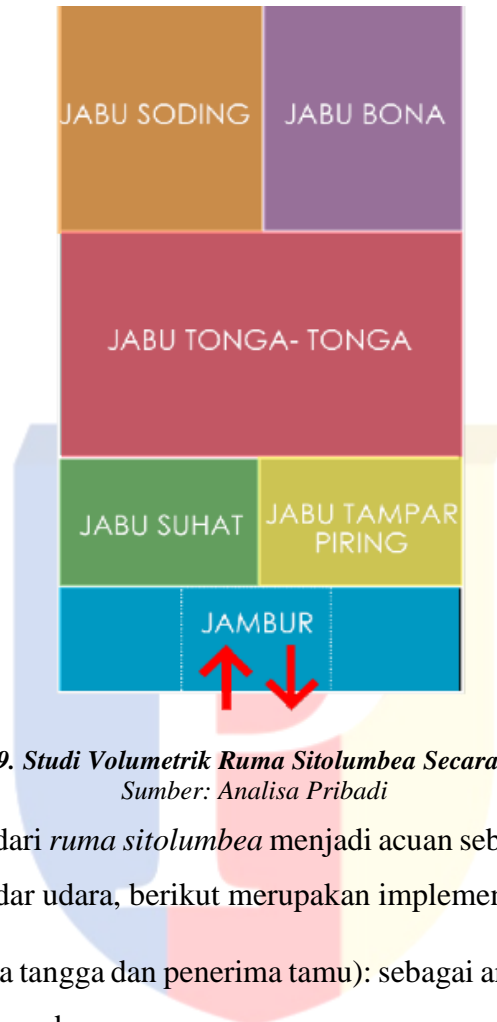 JABU SODING JABU BONA
JABU TONGA- TONGA
JABU SUHAT JABU TAMPAR
PIRING
JAMBUR
9. Studi Volumetrik Ruma Sitolumbea Secara
Sumber: Analisa Pribadi
dari ruma sitolumbea menjadi acuan seb
dar udara, berikut merupakan implemen
a tangga dan penerima tamu): sebagai ar